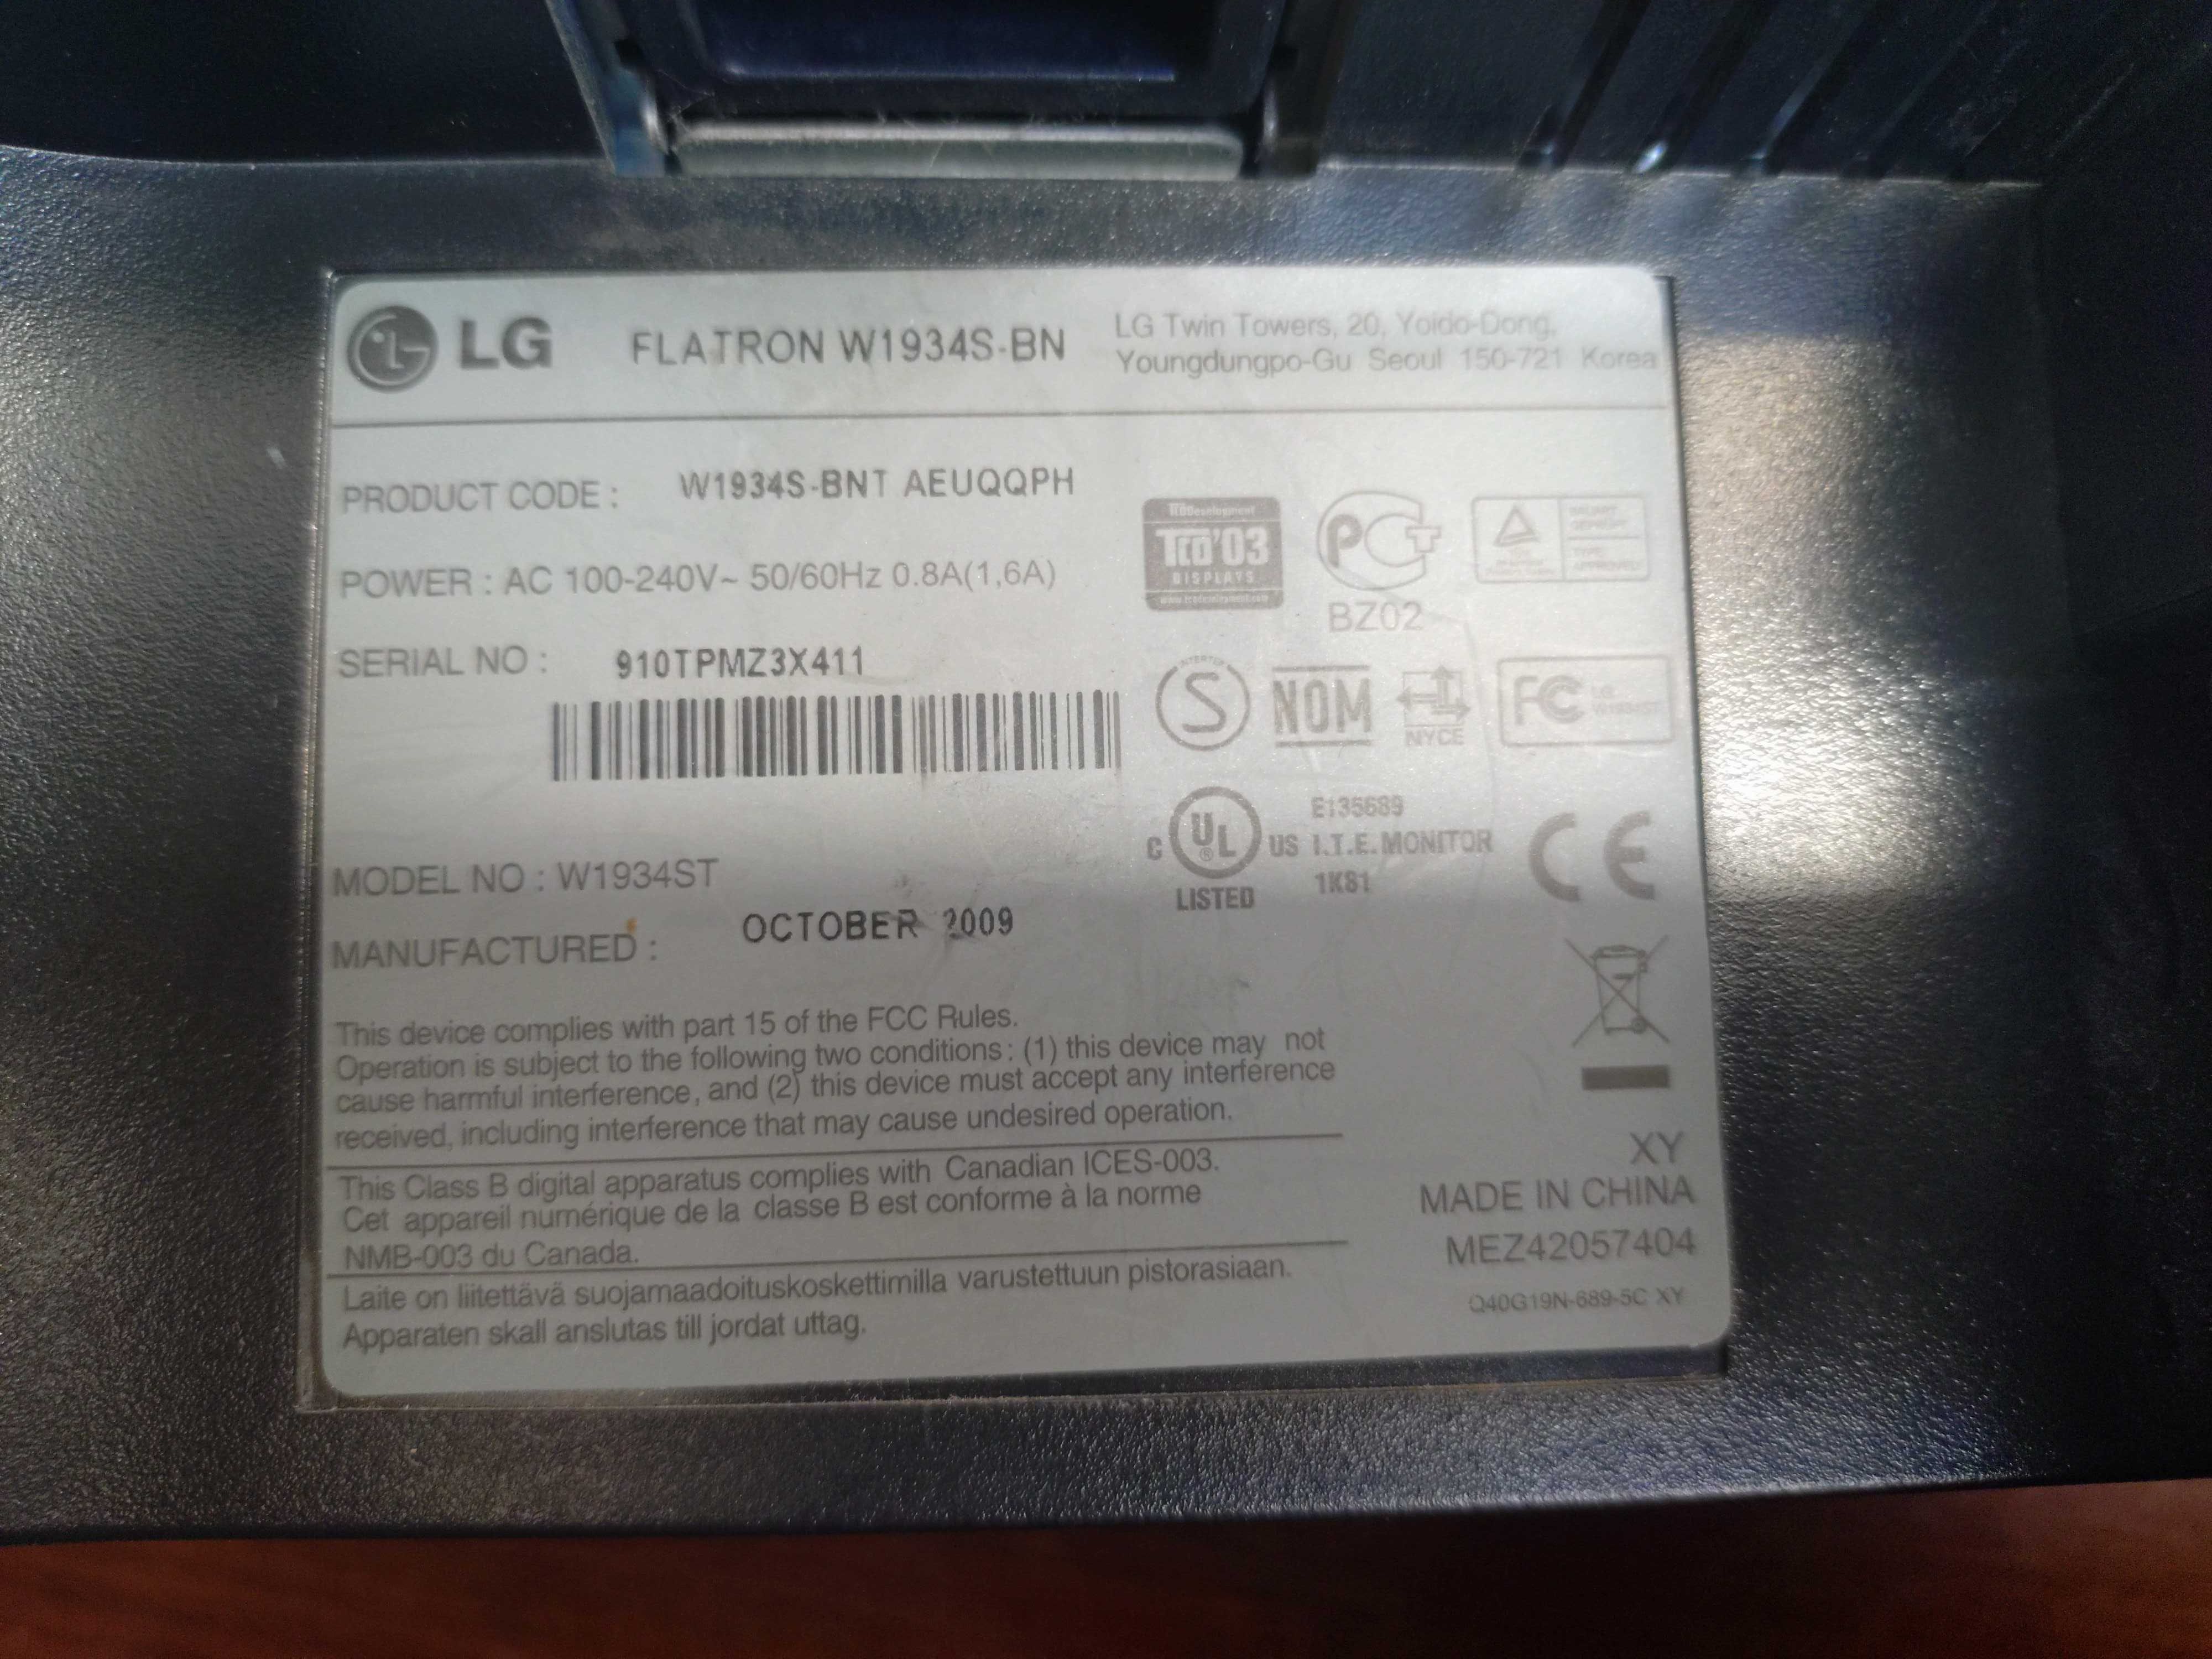 LG FLATRON W1934S-BN
LG Twin Towers, 20, Yoido-Dong,
Youngdungpo-Gu Seoul 150-721 Korea
PRODUCT CODE : W1934S-BNT AEUQQPH
POWER : AC 100-240V~ 50/60Hz 0.8A(1,6A)
SERIAL NO : 910TPMZ3X411
MODEL NO : W1934ST
MANUFACTURED : OCTOBER 2009
TCO Development
TCO'03
DISPLAYS
PCT
BZ02
TYPE
APPROVED
INTERTEK
S
NOM
NYCE
FC LG
C UL US
LISTED
E135689
I.T.E. MONITOR
1K81
CE
This device complies with part 15 of the FCC Rules.
Operation is subject to the following two conditions: (1) this device may not
cause harmful interference, and (2) this device must accept any interference
received, including interference that may cause undesired operation.
This Class B digital apparatus complies with Canadian ICES-003.
Cet appareil numérique de la classe B est conforme à la norme
NMB-003 du Canada.
Laite on liitettävä suojamaadoituskoskettimilla varustettuun pistorasiaan.
Apparaten skall anslutas till jordat uttag.
XY
MADE IN CHINA
MEZ42057404
Q40G19N-689-5C XY